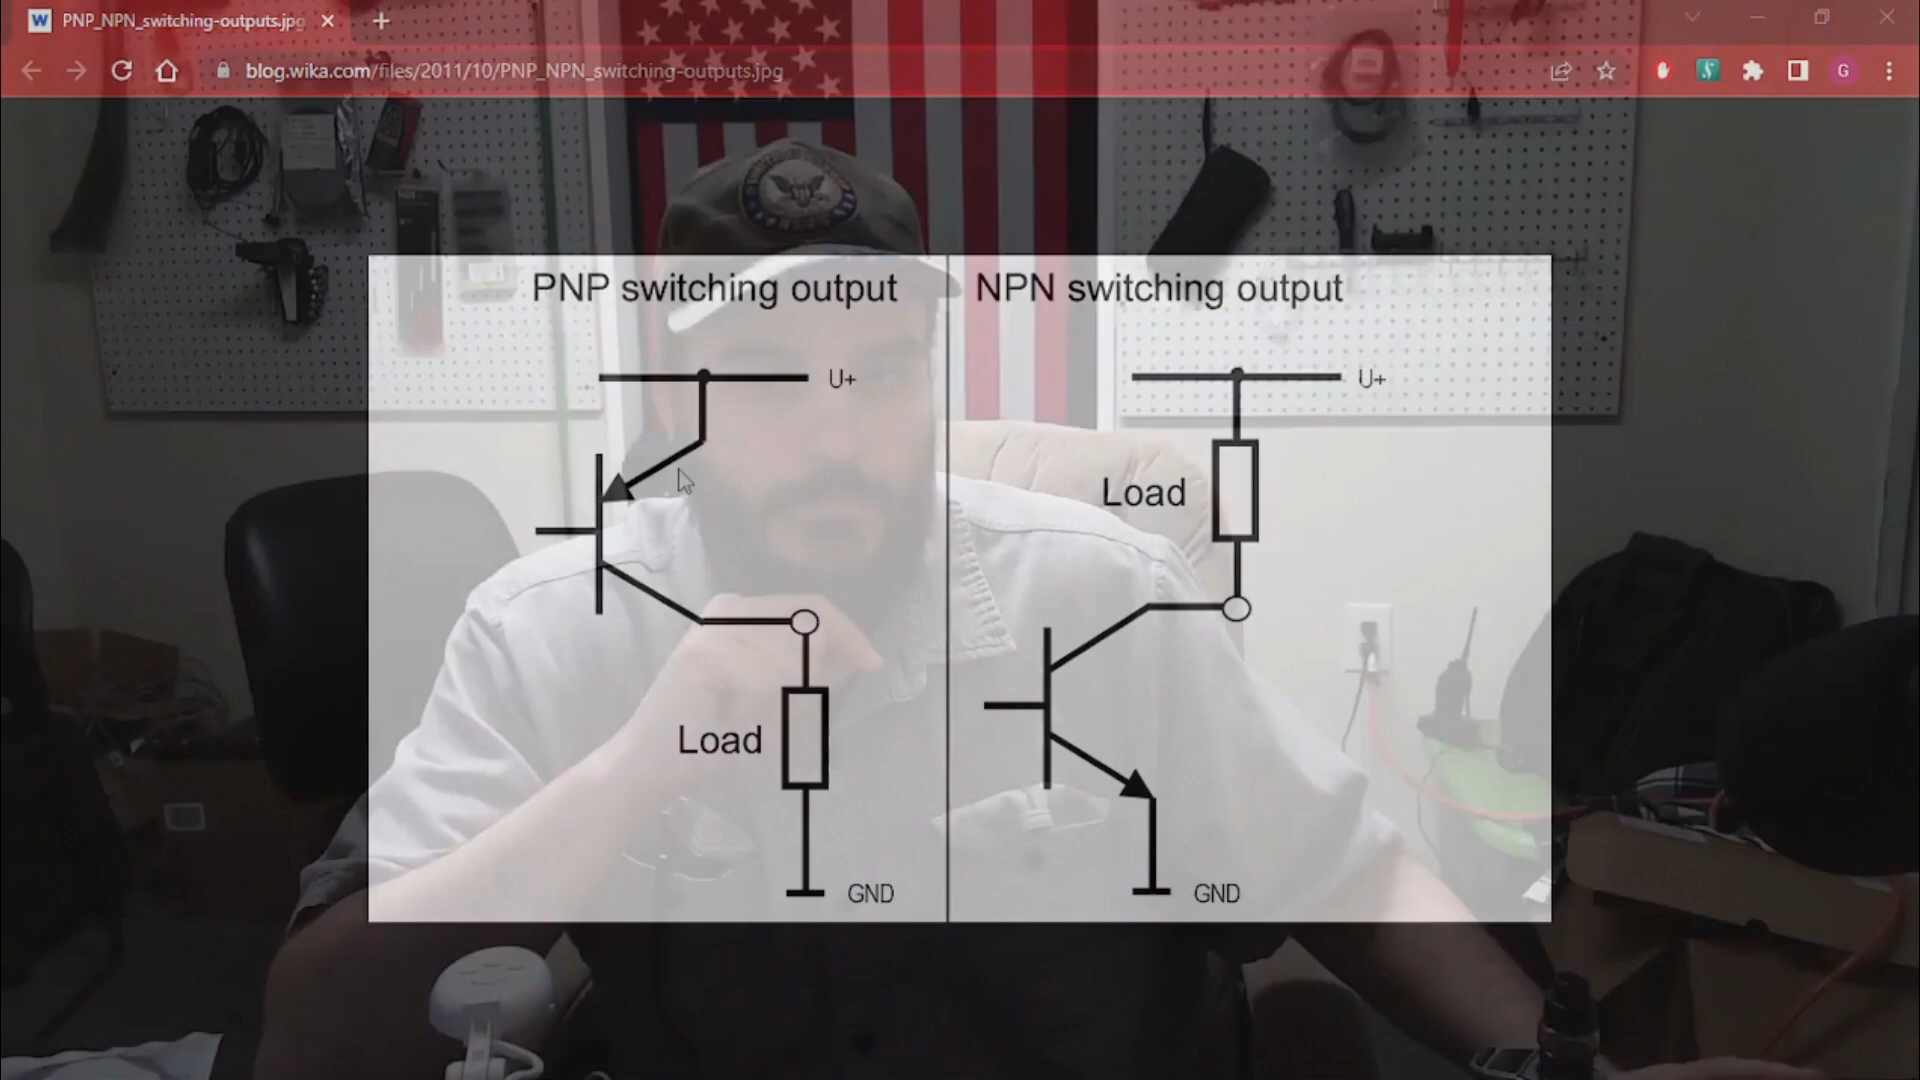 PNP_NPN_switching-outputs.jpg
blog.wika.com/files/2011/10/PNP_NPN_switching-outputs.jpg
G
PNP switching output
U+
Load
GND
NPN switching output
U+
Load
GND